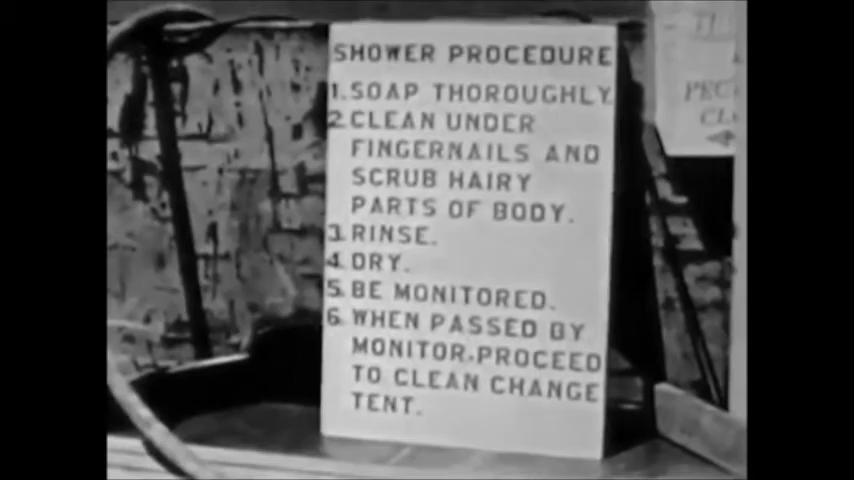 SHOWER PROCEDURE
1. SOAP THOROUGHLY
2. CLEAN UNDER
FINGERNAILS AND
SCRUB HAIRY
PARTS OF BODY.
3. RINSE.
4. DRY.
5. BE MONITORED.
6. WHEN PASSED BY
MONITOR, PROCEED
TO CLEAN CHANGE
TENT.